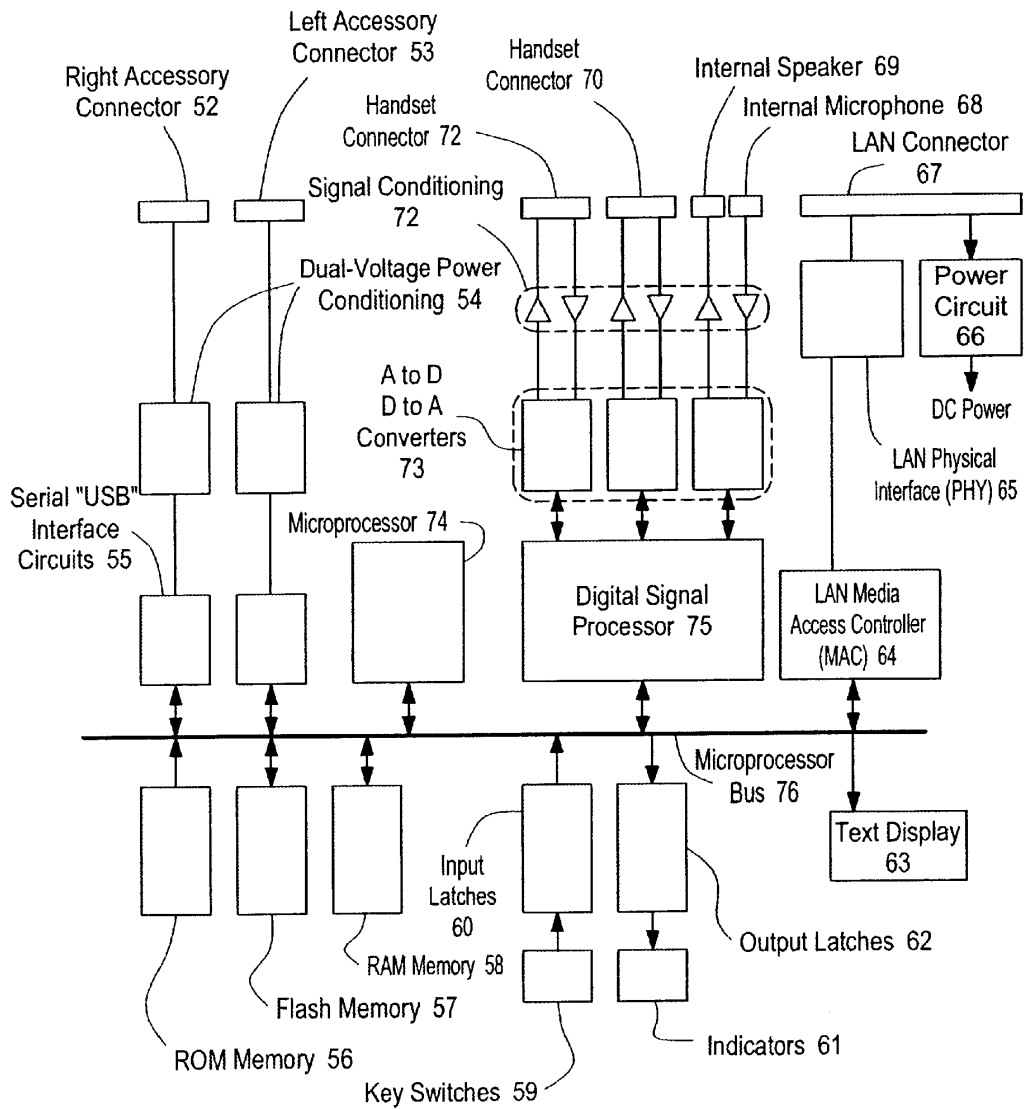 Left Accessory
Connector 53
Right Accessory
Connector 52
Handset
Connector 72
Handset
Connector 70
Internal Speaker 69
Internal Microphone 68
LAN Connector
67
Signal Conditioning
72
Dual-Voltage Power
Conditioning 54
Power
Circuit
66
DC Power
A to D
D to A
Converters
73
LAN Physical
Interface (PHY) 65
Serial "USB"
Interface
Circuits 55
Microprocessor 74
Digital Signal
Processor 75
LAN Media
Access Controller
(MAC) 64
Microprocessor
Bus 76
Text Display
63
Input
Latches
60
Output Latches 62
RAM Memory 58
Flash Memory 57
ROM Memory 56
Indicators 61
Key Switches 59